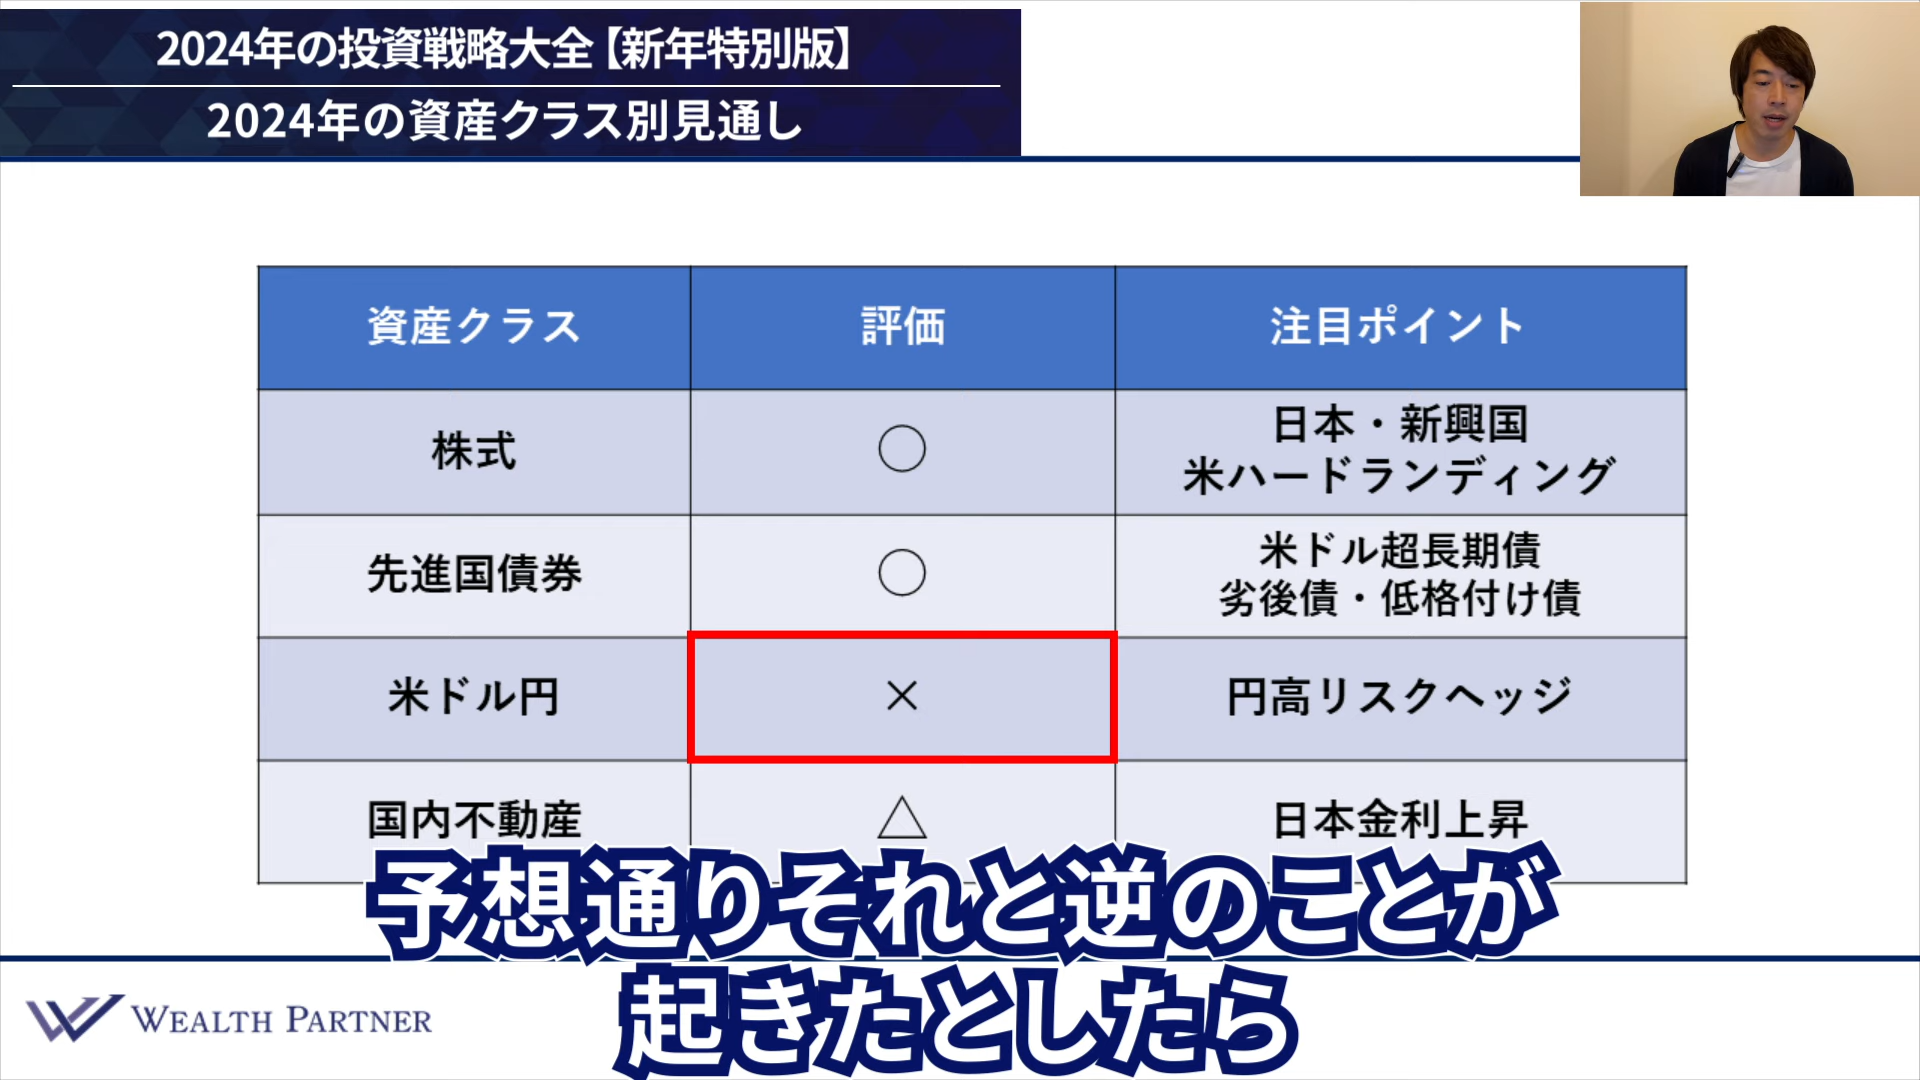 2024年の投資戦略大全【新年特別版】
2024年の資産クラス別見通し
資産クラス
評価
注目ポイント
株式
○
日本・新興国
米ハードランディング
先進国債券
○
米ドル超長期債
劣後債・低格付け債
米ドル円
×
円高リスクヘッジ
国内不動産
△
日本金利上昇
予想通りそれと逆のことが
起きたとしたら
WEALTH PARTNER